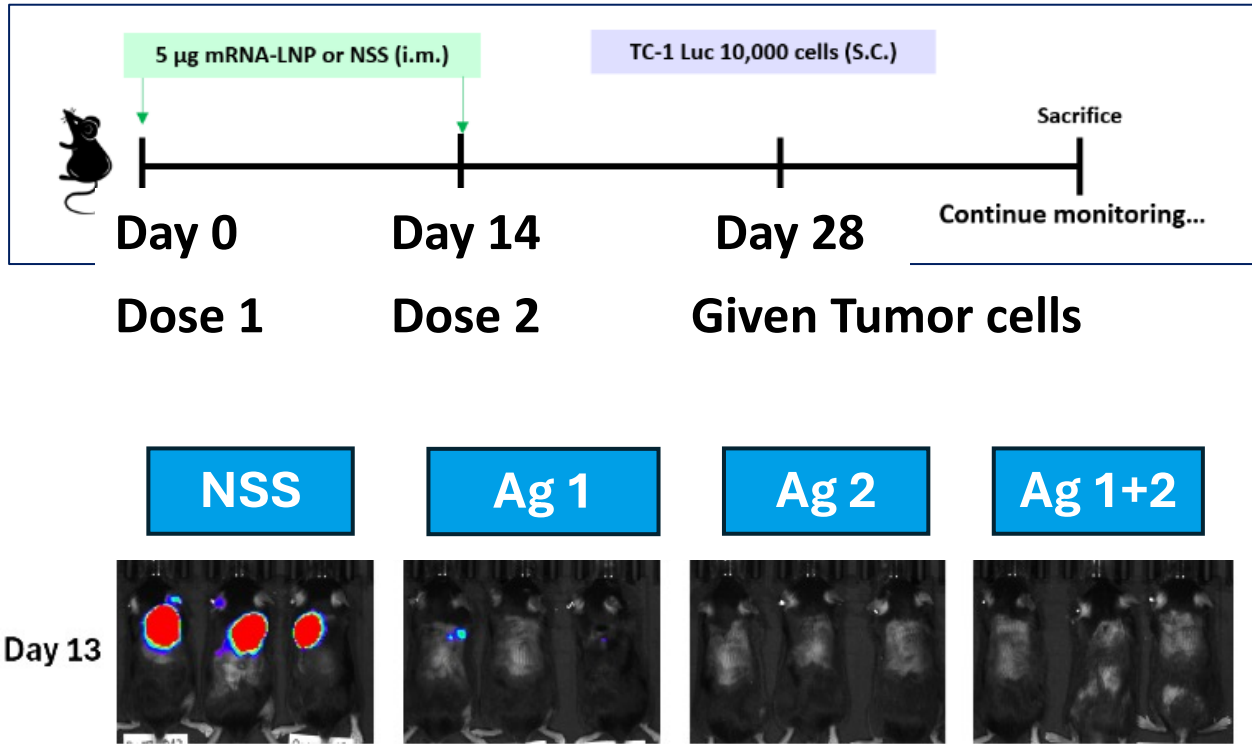 5 µg mRNA-LNP or NSS (i.m.)
TC-1 Luc 10,000 cells (S.C.)
Sacrifice
Day 0
Day 14
Day 28
Continue monitoring...
Dose 1
Dose 2
Given Tumor cells
NSS
Ag 1
Ag 2
Ag 1+2
Day 13